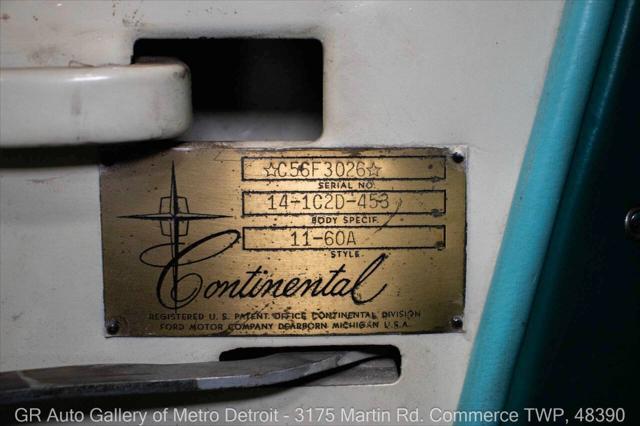 ☆C56F3026☆
SERIAL NO.
14-1C2D-453
BODY SPECIF.
11-60A
STYLE
Continental
REGISTERED U. S. PATENT OFFICE CONTINENTAL DIVISION
FORD MOTOR COMPANY DEARBORN MICHIGAN U.S.A.
GR Auto Gallery of Metro Detroit - 3175 Martin Rd. Commerce TWP, 48390